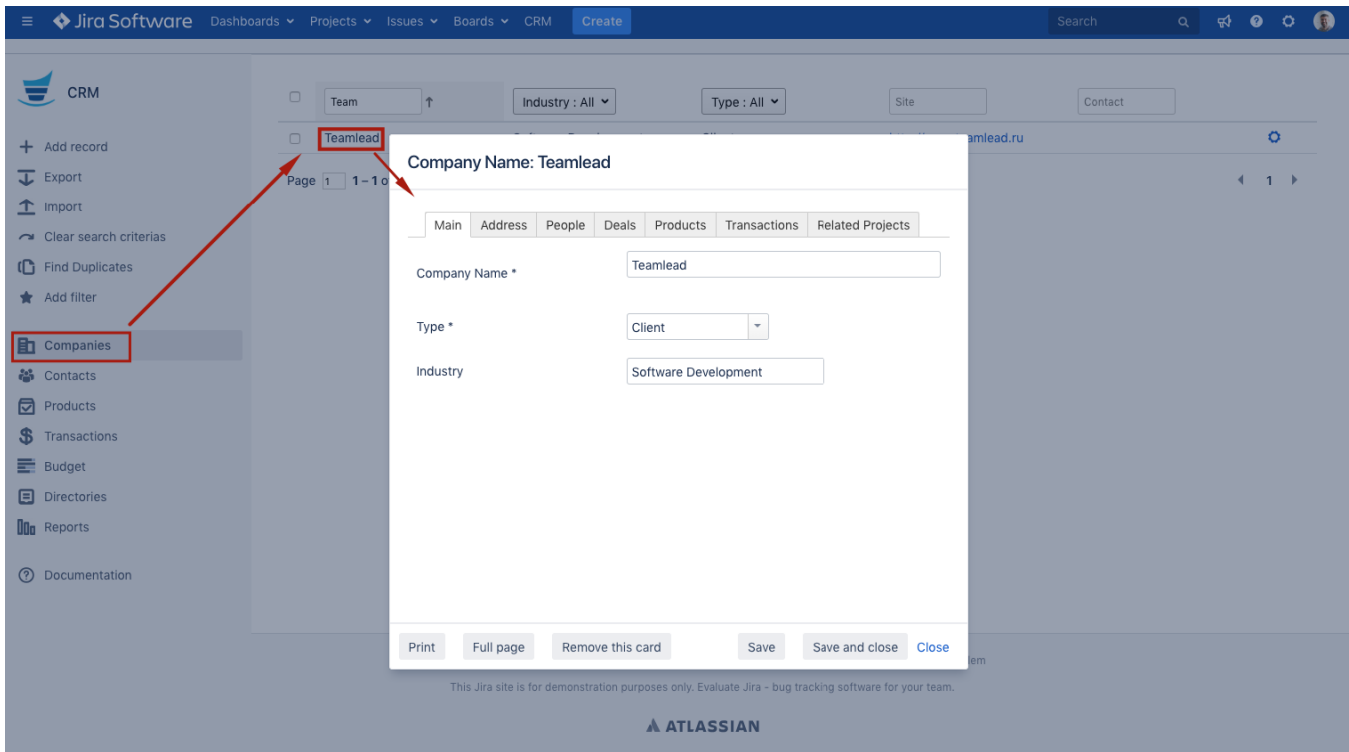 Jira Software Dashboards Projects Issues Boards CRM Create Search
CRM
Add record
Export
Import
Clear search criterias
Find Duplicates
Add filter
Companies
Contacts
Products
Transactions
Budget
Directories
Reports
Documentation
Team Industry : All Type : All Site Contact
Teamlead amlead.ru
Page 1 1 – 1 o 1
Company Name: Teamlead
Main Address People Deals Products Transactions Related Projects
Company Name * Teamlead
Type * Client
Industry Software Development
Print Full page Remove this card Save Save and close Close
lem
This Jira site is for demonstration purposes only. Evaluate Jira - bug tracking software for your team.
ATLASSIAN